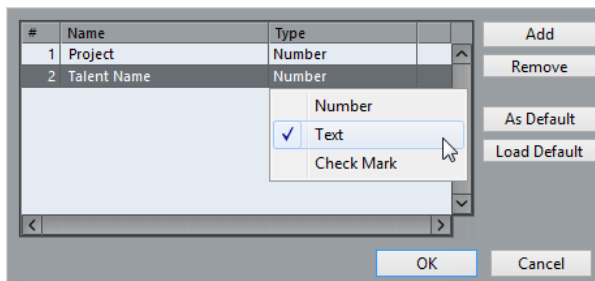 # Name Type
1 Project Number
2 Talent Name Number
Number
✓ Text
Check Mark
Add
Remove
As Default
Load Default
OK Cancel